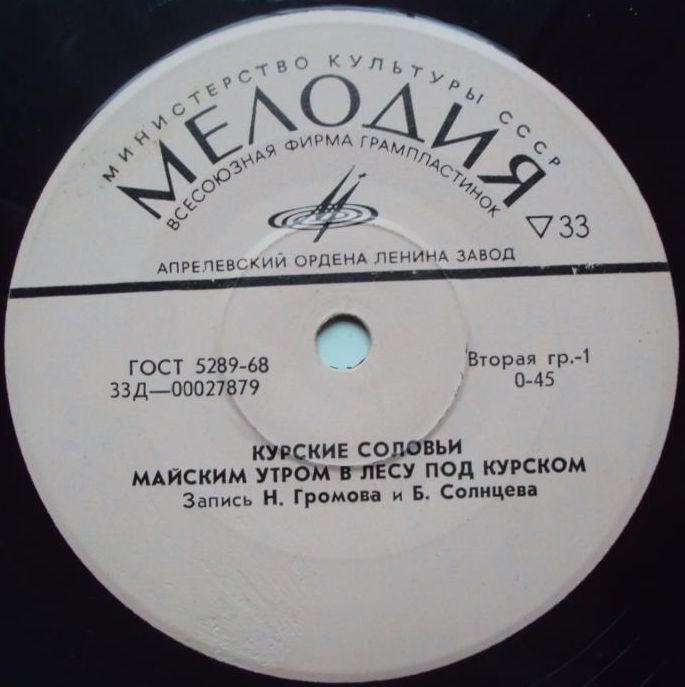 МИНИСТЕРСТВО КУЛЬТУРЫ СССР
МЕЛОДИЯ
ВСЕСОЮЗНАЯ ФИРМА ГРАМПЛАСТИНОК
▽33
АПРЕЛЕВСКИЙ ОРДЕНА ЛЕНИНА ЗАВОД
ГОСТ 5289-68
33Д—00027879
Вторая гр.-1
0-45
КУРСКИЕ СОЛОВЬИ
МАЙСКИМ УТРОМ В ЛЕСУ ПОД КУРСКОМ
Запись Н. Громова и Б. Солнцева